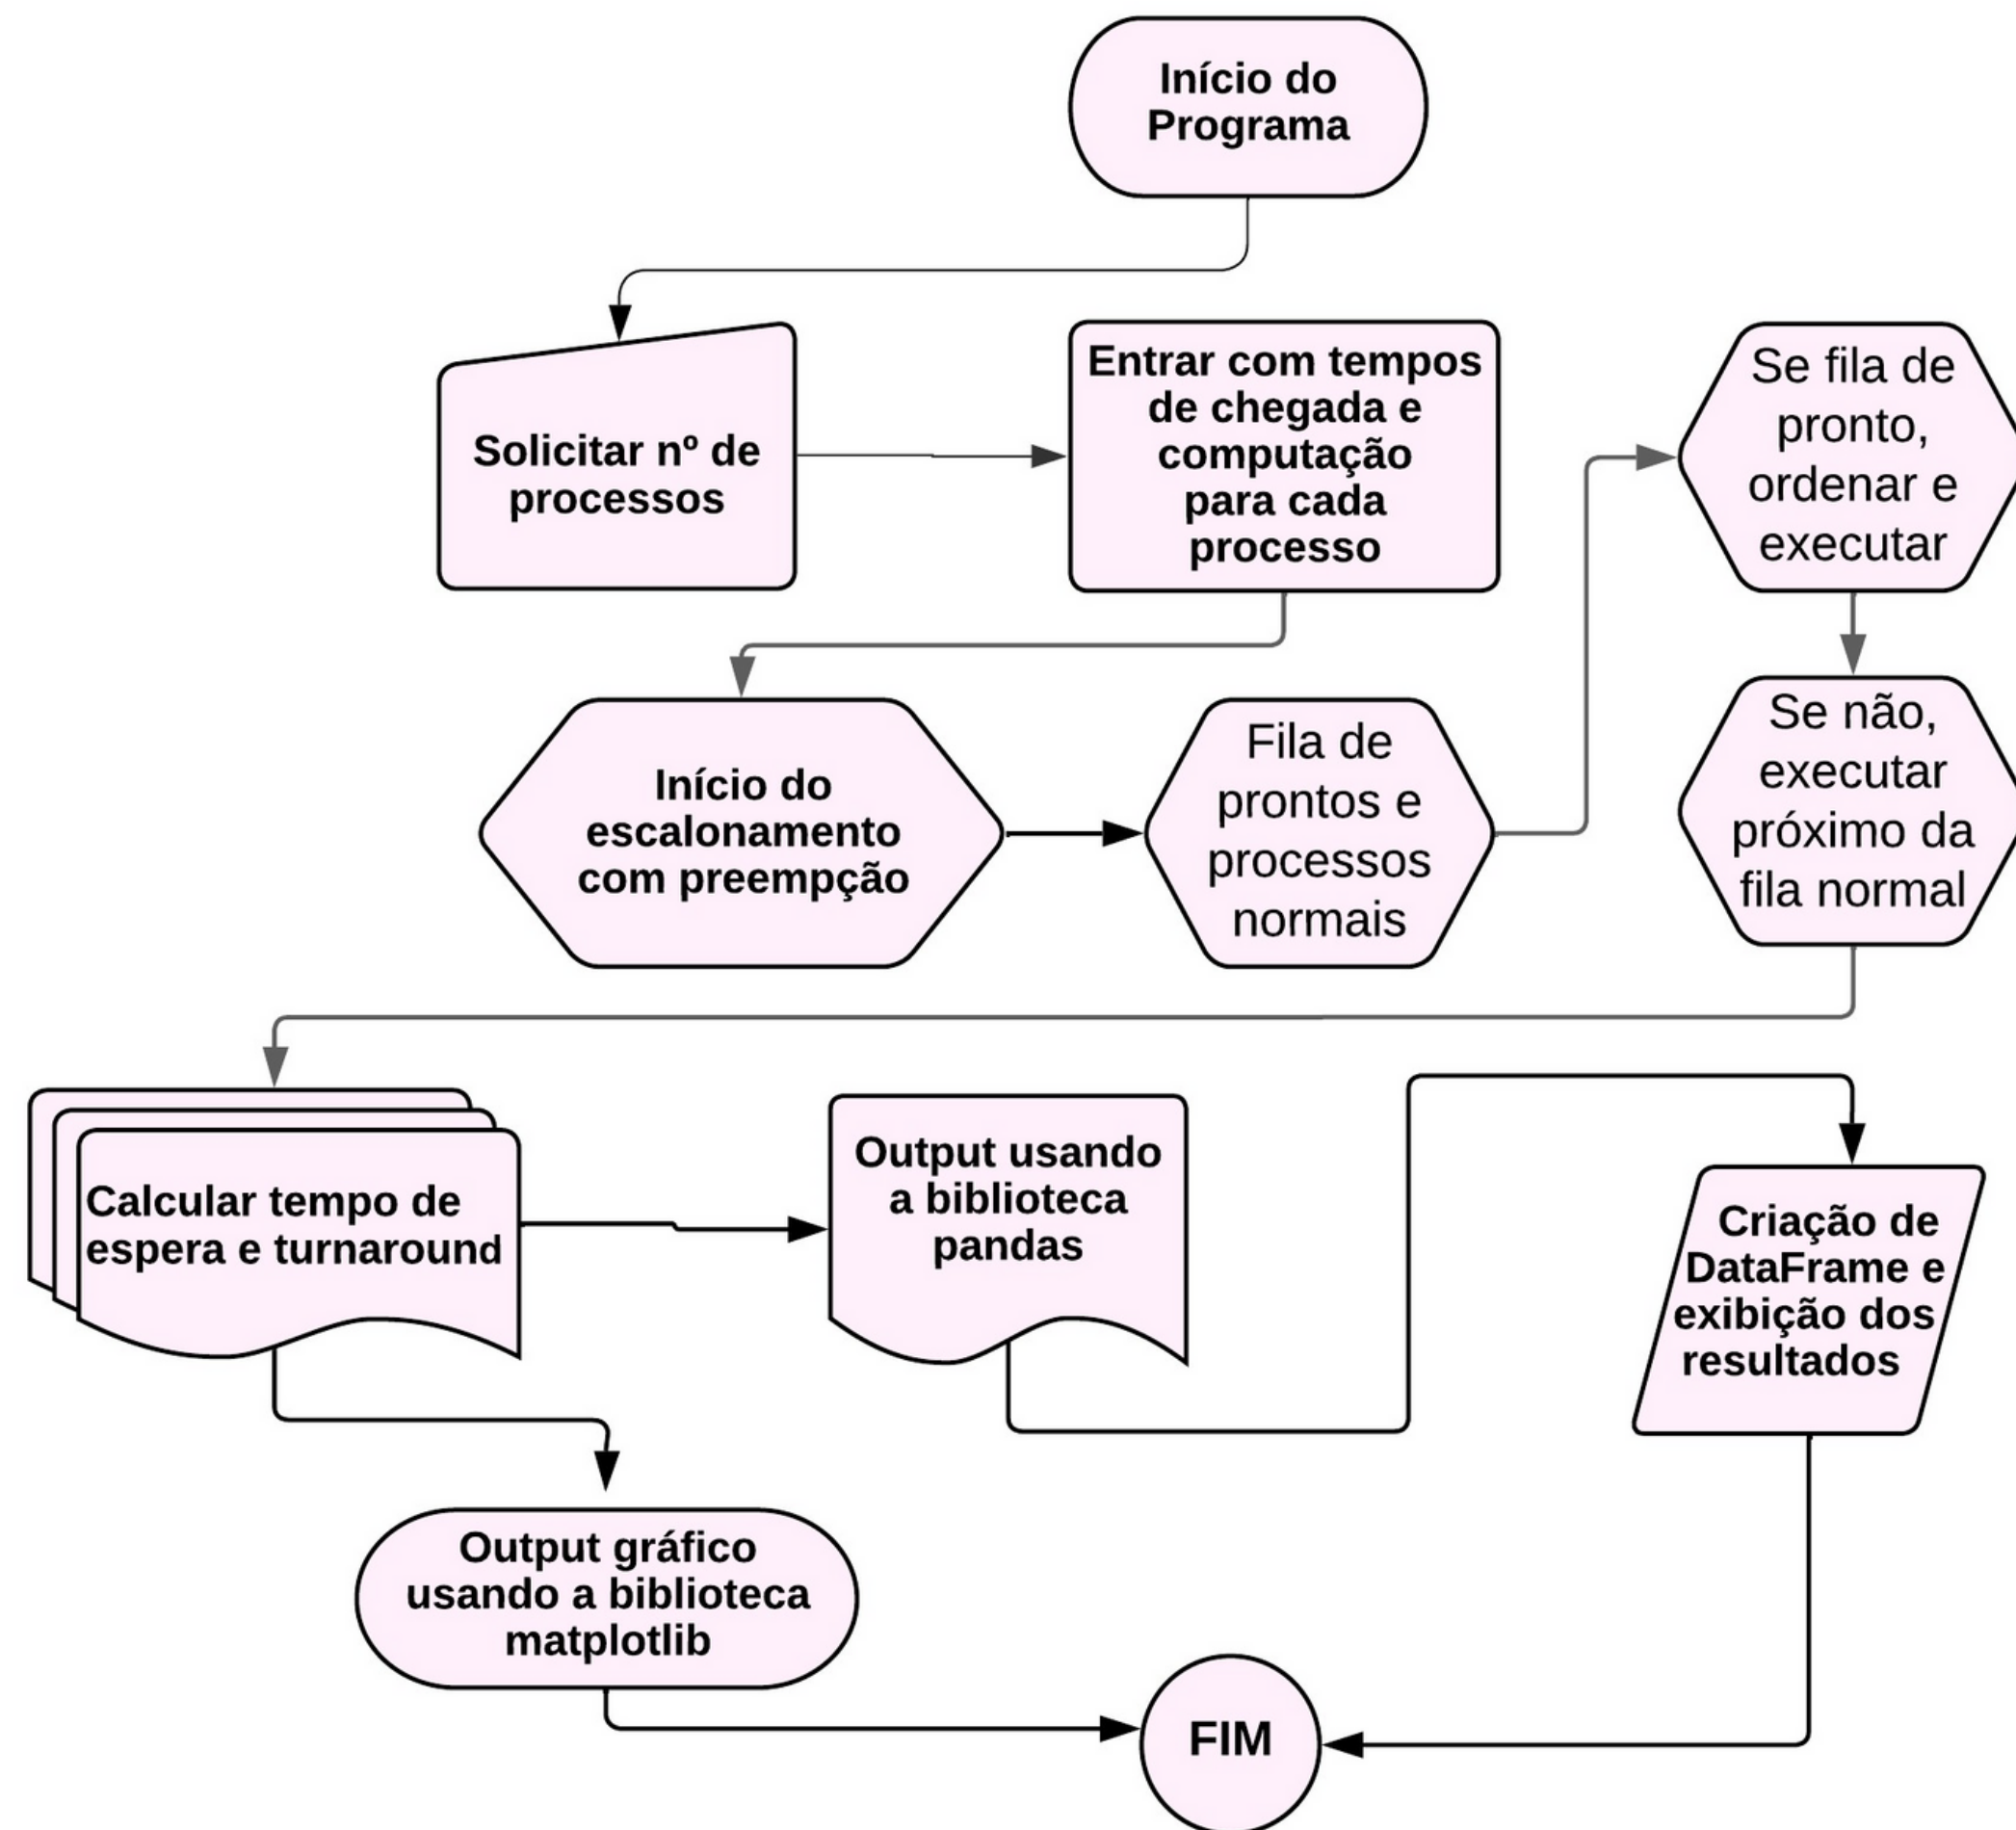 Início do
Programa
Solicitar nº de
processos
Entrar com tempos
de chegada e
computação
para cada
processo
Se fila de
pronto,
ordenar e
executar
Início do
escalonamento
com preempção
Fila de
prontos e
processos
normais
Se não,
executar
próximo da
fila normal
Calcular tempo de
espera e turnaround
Output usando
a biblioteca
pandas
Criação de
DataFrame e
exibição dos
resultados
Output gráfico
usando a biblioteca
matplotlib
FIM